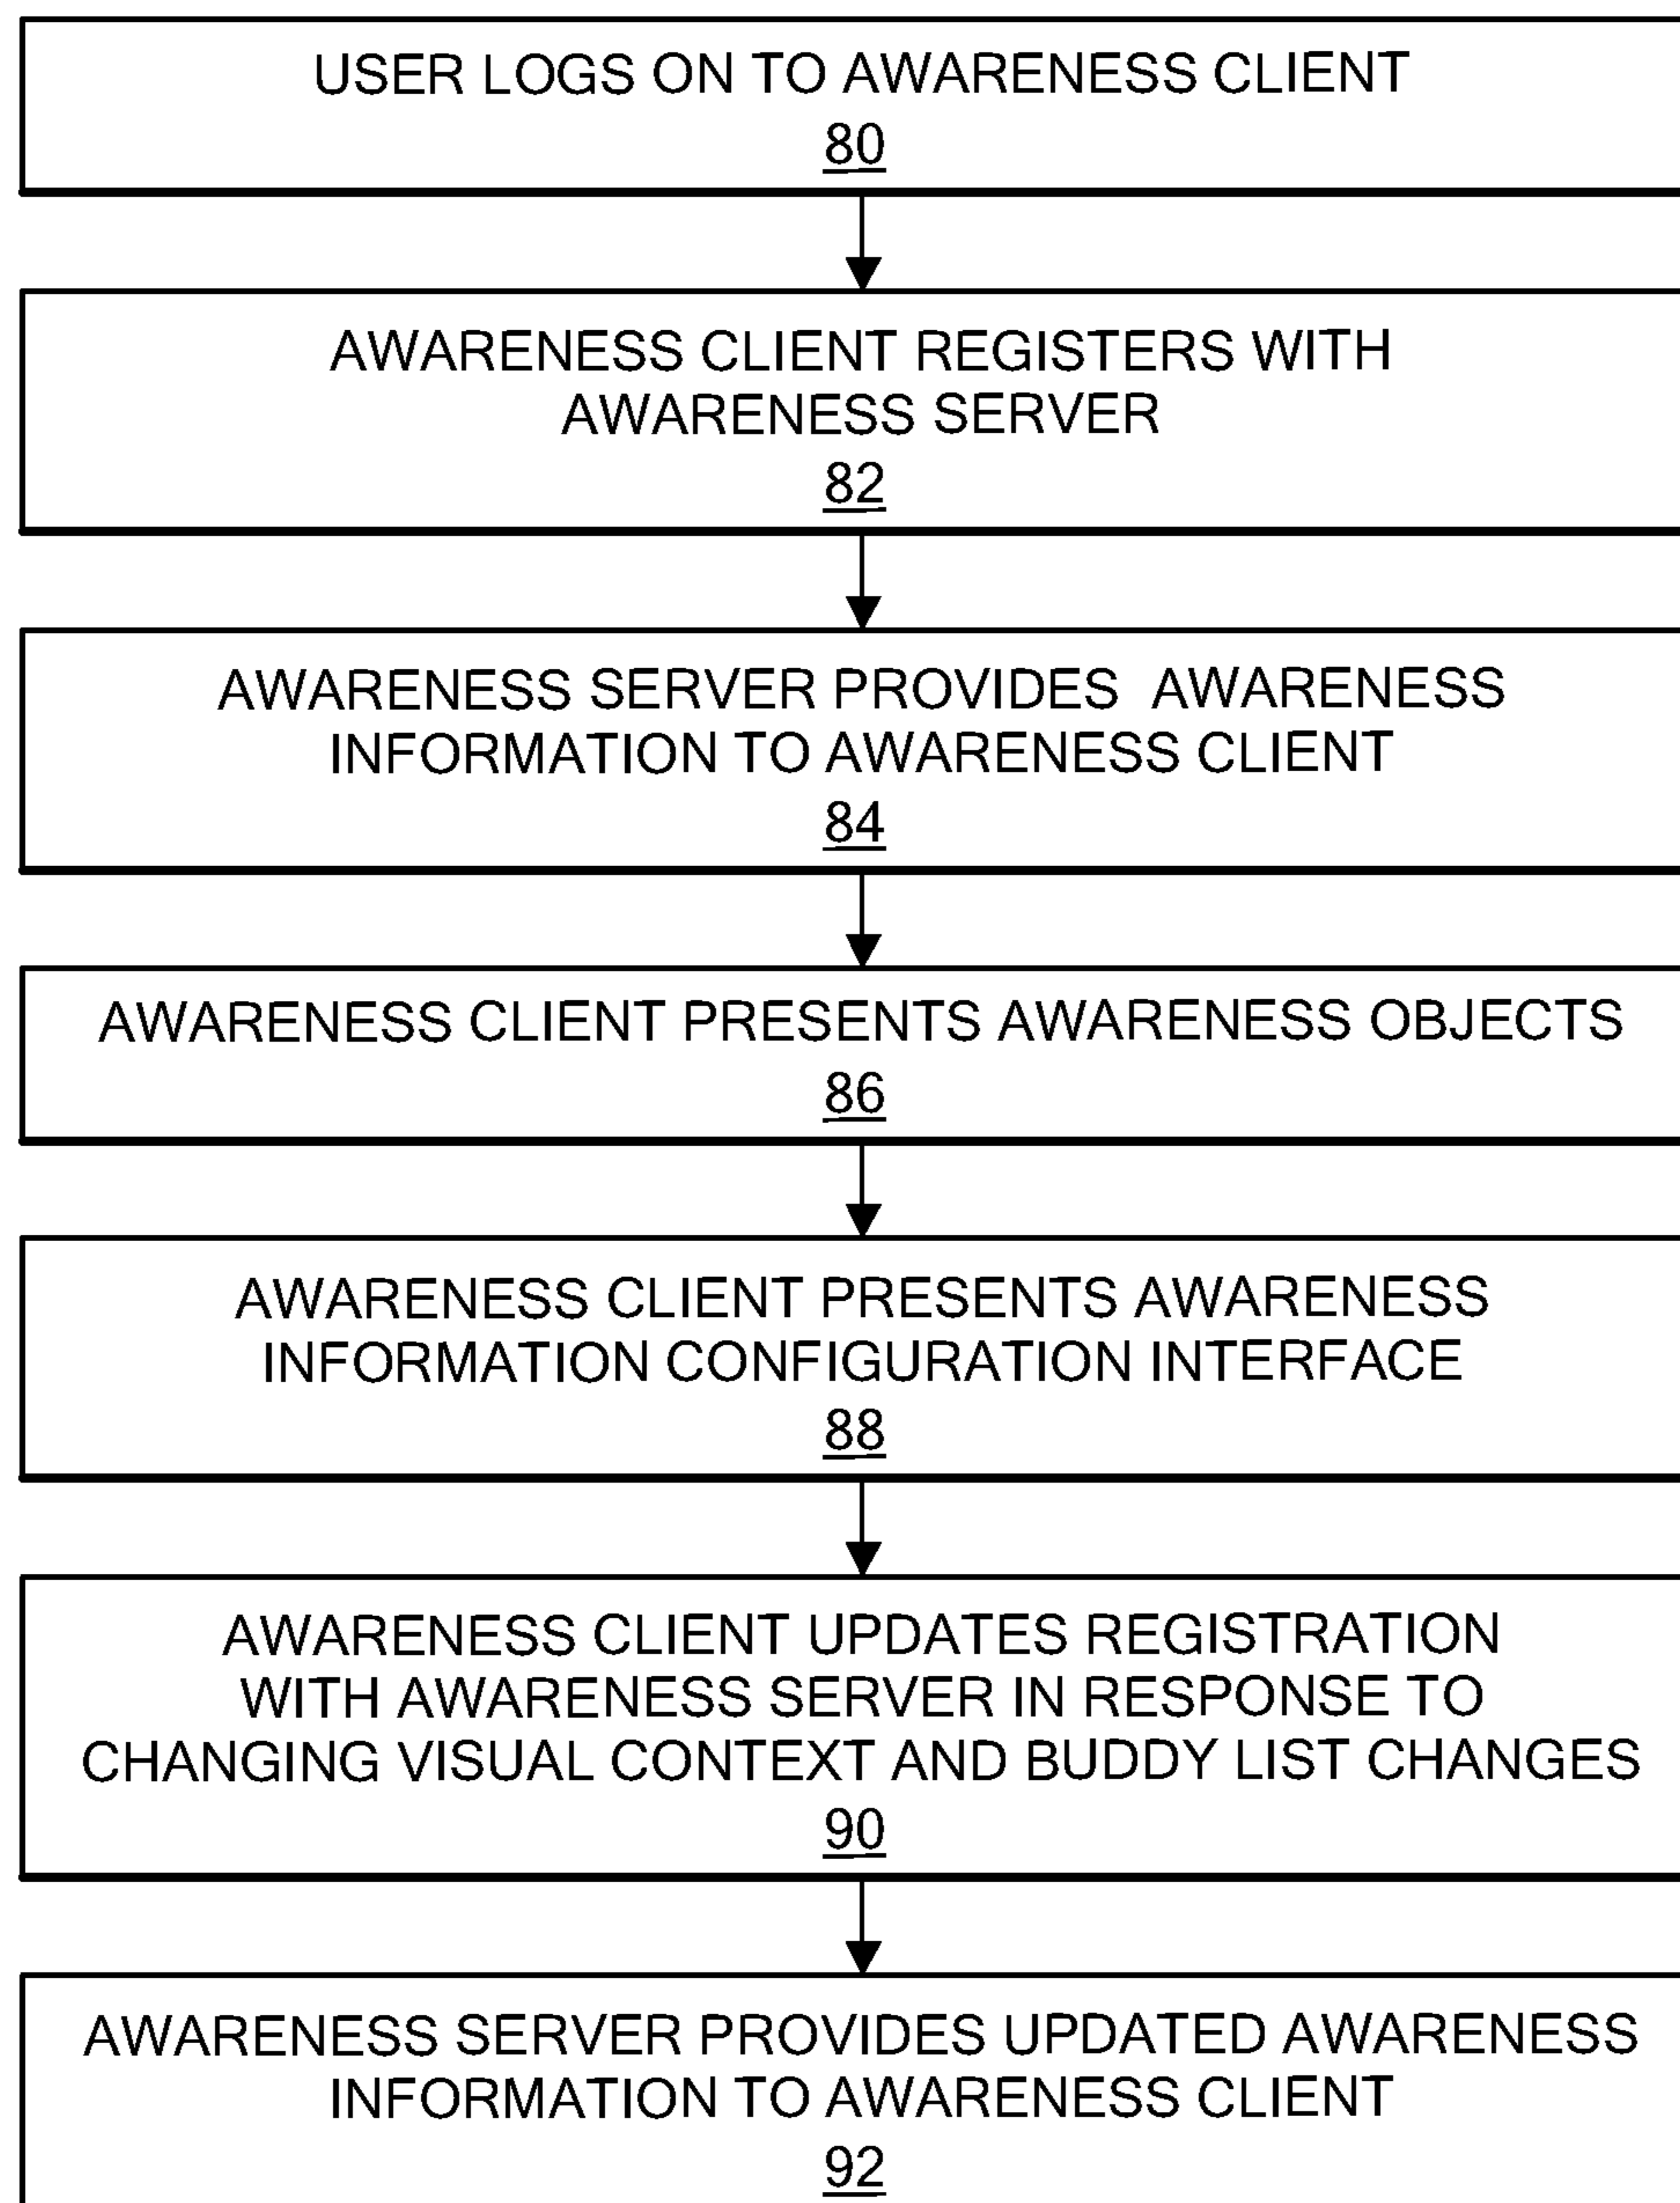 USER LOGS ON TO AWARENESS CLIENT
80
AWARENESS CLIENT REGISTERS WITH
AWARENESS SERVER
82
AWARENESS SERVER PROVIDES AWARENESS
INFORMATION TO AWARENESS CLIENT
84
AWARENESS CLIENT PRESENTS AWARENESS OBJECTS
86
AWARENESS CLIENT PRESENTS AWARENESS
INFORMATION CONFIGURATION INTERFACE
88
AWARENESS CLIENT UPDATES REGISTRATION
WITH AWARENESS SERVER IN RESPONSE TO
CHANGING VISUAL CONTEXT AND BUDDY LIST CHANGES
90
AWARENESS SERVER PROVIDES UPDATED AWARENESS
INFORMATION TO AWARENESS CLIENT
92